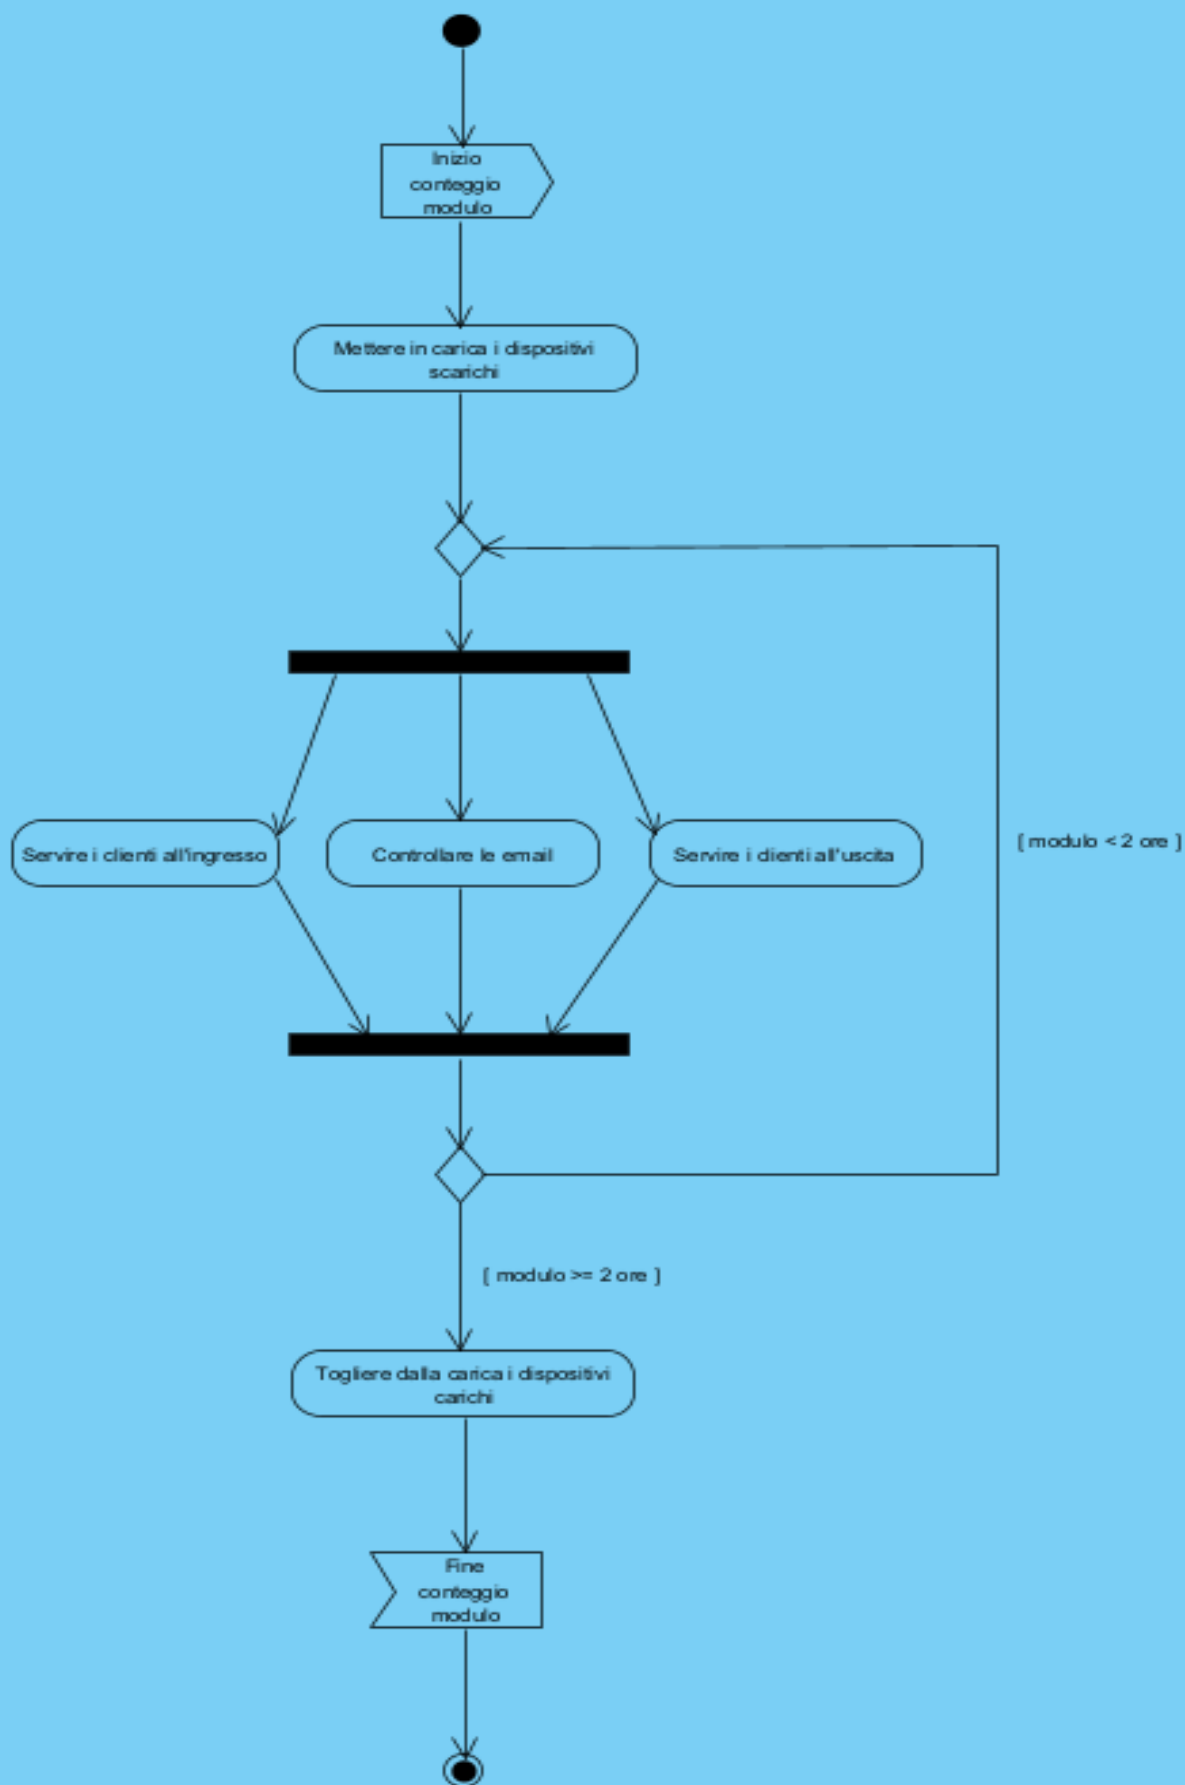 Inizio
conteggio
modulo
Mettere in carica i dispositivi
scarichi
Servire i clienti all'ingresso
Controllare le email
Servire i clienti all'uscita
[ modulo < 2 ore ]
[ modulo >= 2 ore ]
Togliere dalla carica i dispositivi
carichi
Fine
conteggio
modulo